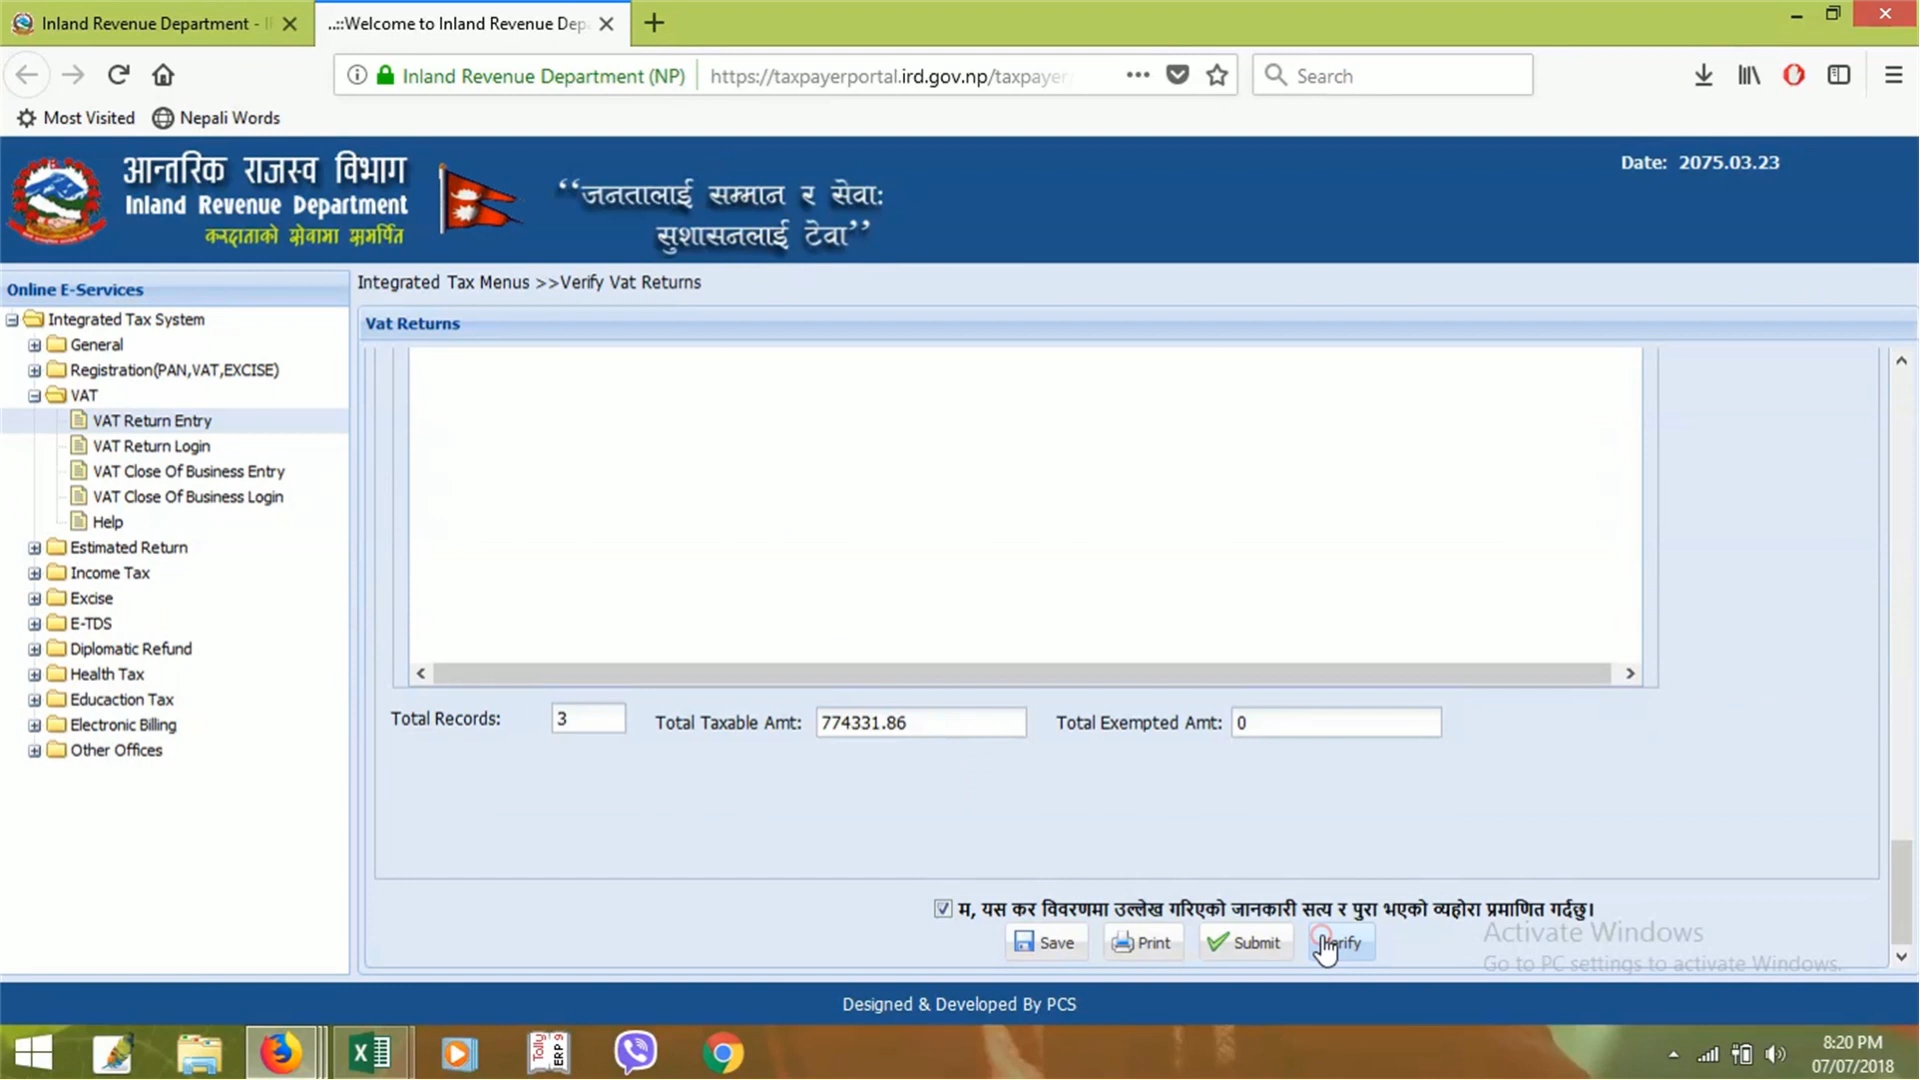 Inland Revenue Department - I
..::Welcome to Inland Revenue Dep
Inland Revenue Department (NP)
https://taxpayerportal.ird.gov.np/taxpayer
Search
Most Visited
Nepali Words
आन्तरिक राजस्व विभाग
Inland Revenue Department
करदाताको सेवामा समर्पित
“जनतालाई सम्मान र सेवा:
सुशासनलाई टेवा”
Date: 2075.03.23
Online E-Services
Integrated Tax System
General
Registration(PAN,VAT,EXCISE)
VAT
VAT Return Entry
VAT Return Login
VAT Close Of Business Entry
VAT Close Of Business Login
Help
Estimated Return
Income Tax
Excise
E-TDS
Diplomatic Refund
Health Tax
Educaction Tax
Electronic Billing
Other Offices
Integrated Tax Menus >>Verify Vat Returns
Vat Returns
Total Records: 3
Total Taxable Amt: 774331.86
Total Exempted Amt: 0
म, यस कर विवरणमा उल्लेख गरिएको जानकारी सत्य र पुरा भएको व्यहोरा प्रमाणित गर्दछु।
Save
Print
Submit
Activate Windows
Go to PC settings to activate Windows.
Designed & Developed By PCS
Tally
ERP 9
8:20 PM
07/07/2018